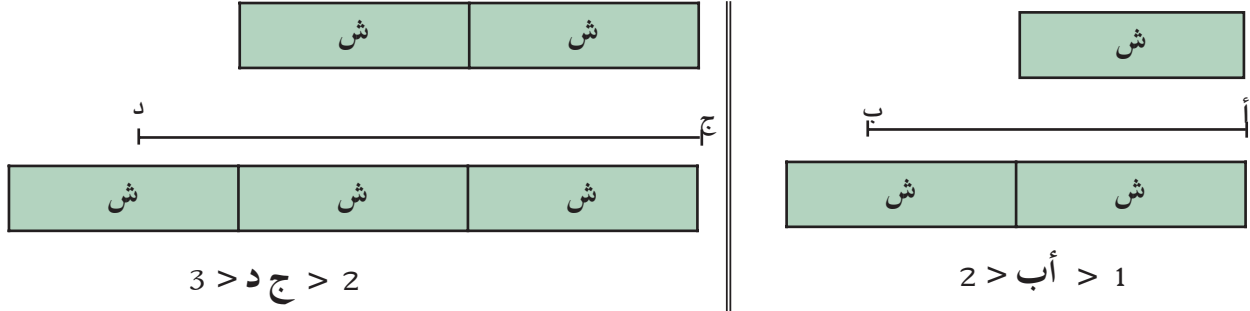 ش
أ ب
ش ش
1 < أب < 2
ش ش
ج د
ش ش ش
2 < ج د < 3